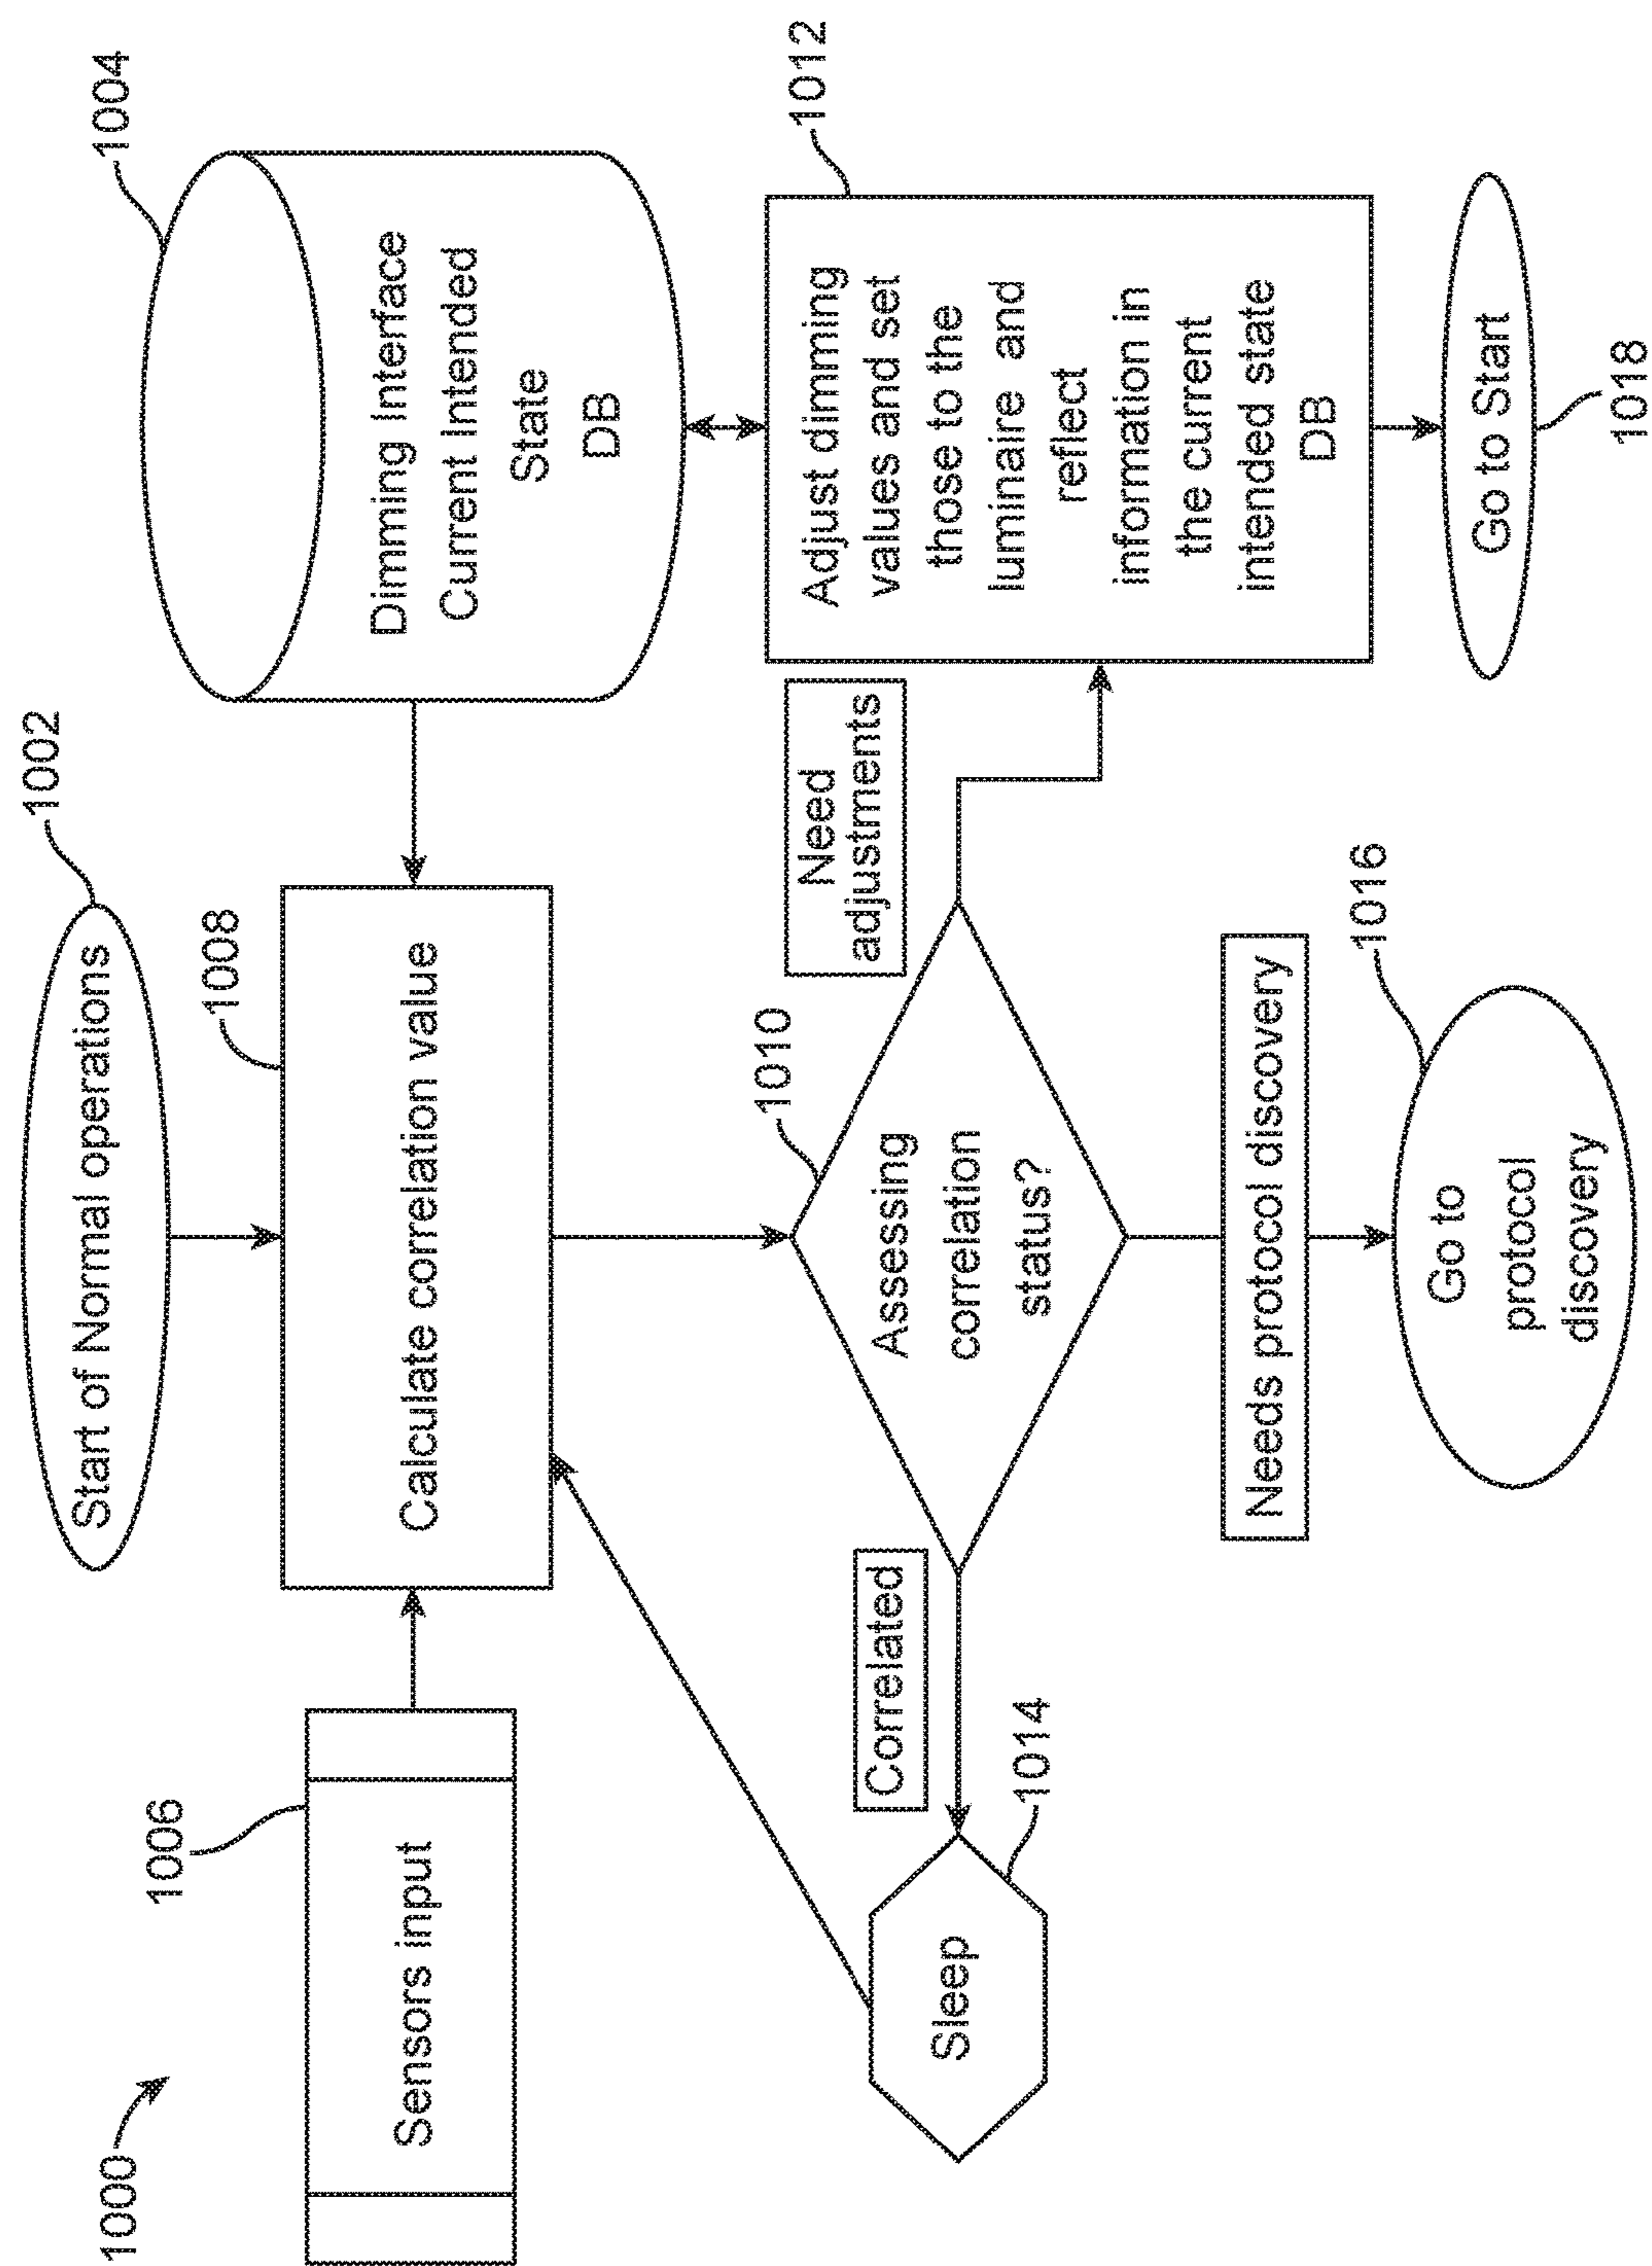 1000
1002
Start of Normal operations
1004
Dimming Interface
Current Intended
State
DB
1006
Sensors input
1008
Calculate correlation value
1010
Assessing
correlation
status?
Correlated
Need
adjustments
1012
Adjust dimming
values and set
those to the
luminaire and
reflect
information in
the current
intended state
DB
Sleep
1014
Needs protocol discovery
1016
Go to
protocol
discovery
Go to Start
1018